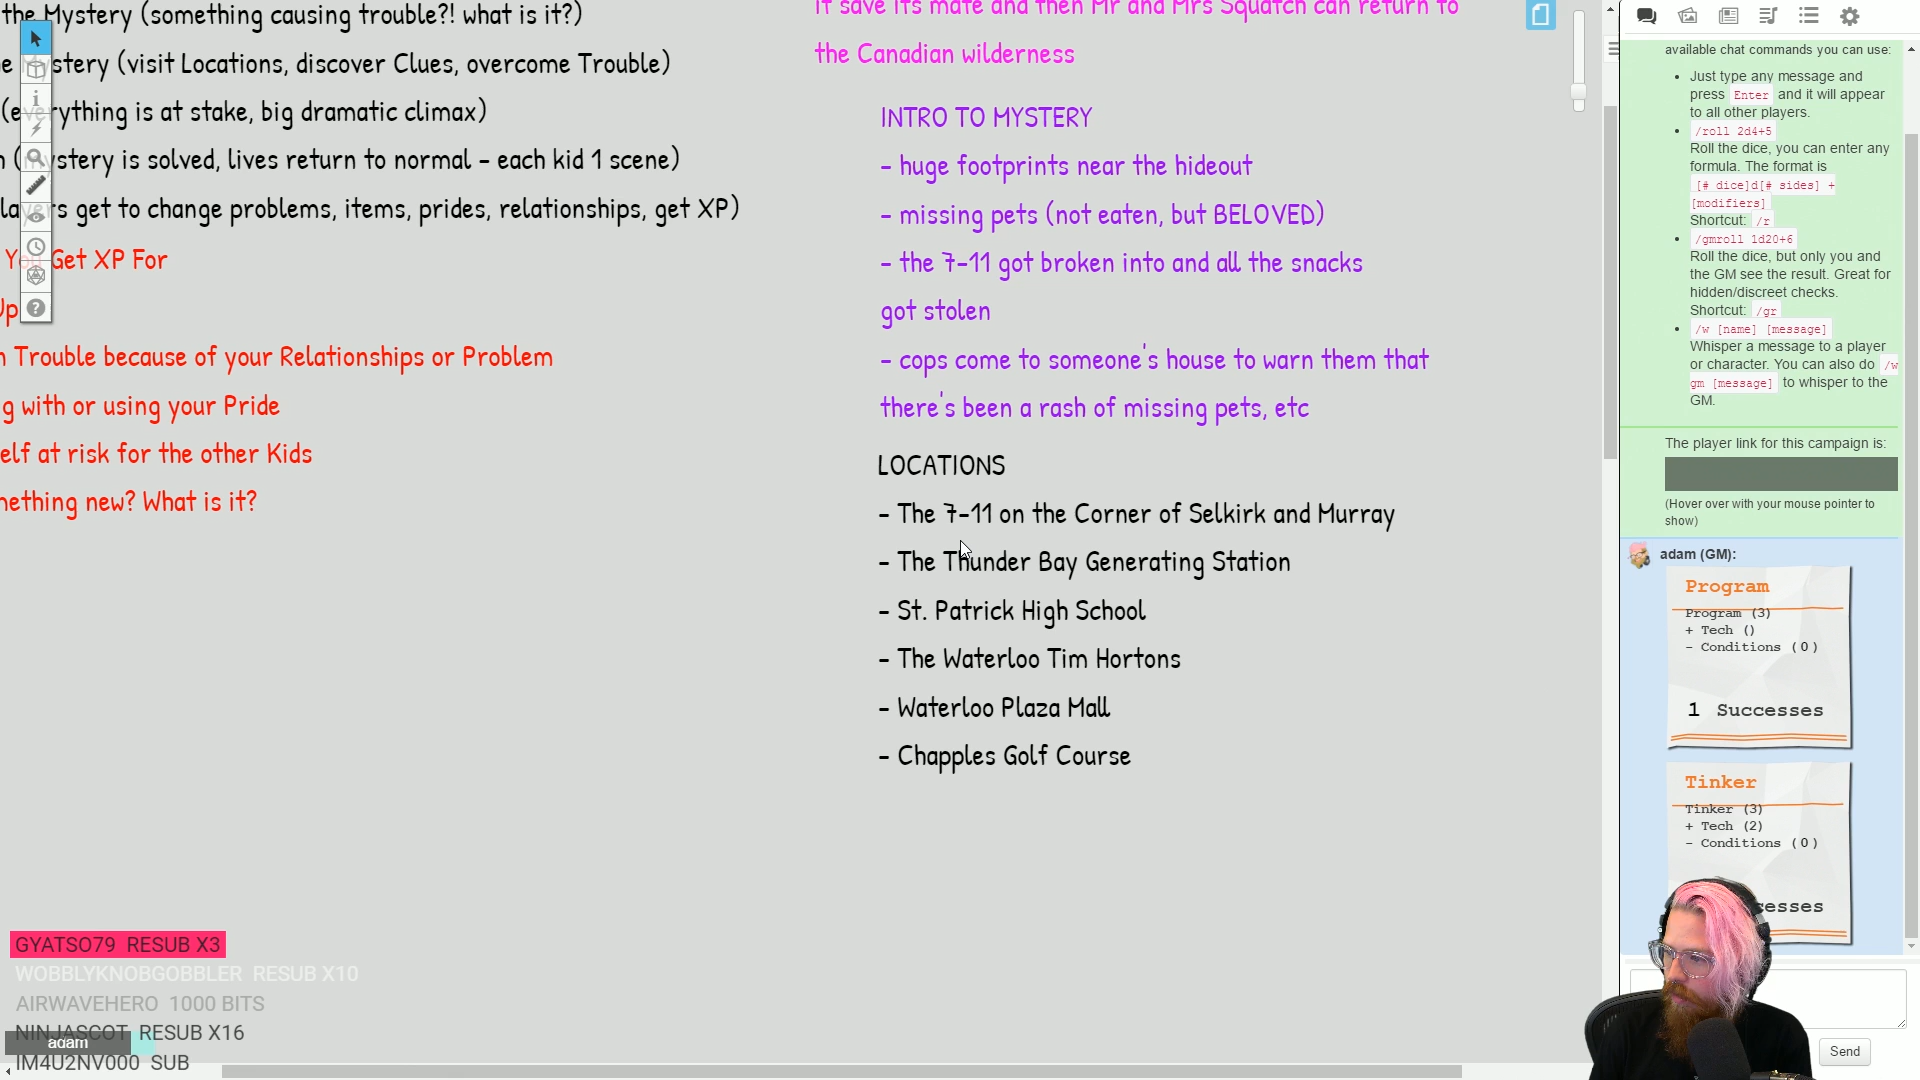 the Mystery (something causing trouble?! what is it?)
stery (visit Locations, discover Clues, overcome Trouble)
(everything is at stake, big dramatic climax)
(mystery is solved, lives return to normal - each kid 1 scene)
rs get to change problems, items, prides, relationships, get XP)
You Get XP For
Up
n Trouble because of your Relationships or Problem
g with or using your Pride
elf at risk for the other Kids
mething new? What is it?
it save its mate and then Mr and Mrs Squatch can return to
the Canadian wilderness
INTRO TO MYSTERY
- huge footprints near the hideout
- missing pets (not eaten, but BELOVED)
- the 7-11 got broken into and all the snacks
got stolen
- cops come to someone's house to warn them that
there's been a rash of missing pets, etc
LOCATIONS
- The 7-11 on the Corner of Selkirk and Murray
- The Thunder Bay Generating Station
- St. Patrick High School
- The Waterloo Tim Hortons
- Waterloo Plaza Mall
- Chapples Golf Course
GYATSO79 RESUB X3
WOBBLYKNOBGOBBLER RESUB X10
AIRWAVEHERO 1000 BITS
NINJASCOT RESUB X16
adam
IM4U2NV000 SUB
available chat commands you can use:
• Just type any message and
press Enter and it will appear
to all other players.
• /roll 2d4+5
Roll the dice, you can enter any
formula. The format is
[# dice]d[# sides] +
[modifiers]
Shortcut: /r
• /gmroll 1d20+6
Roll the dice, but only you and
the GM see the result. Great for
hidden/discreet checks.
Shortcut: /gr
• /w [name] [message]
Whisper a message to a player
or character. You can also do /w
gm [message] to whisper to the
GM.
The player link for this campaign is:
(Hover over with your mouse pointer to
show)
adam (GM):
Program
Program (3)
+ Tech ()
- Conditions (0)
1 Successes
Tinker
Tinker (3)
+ Tech (2)
- Conditions (0)
cesses
Send